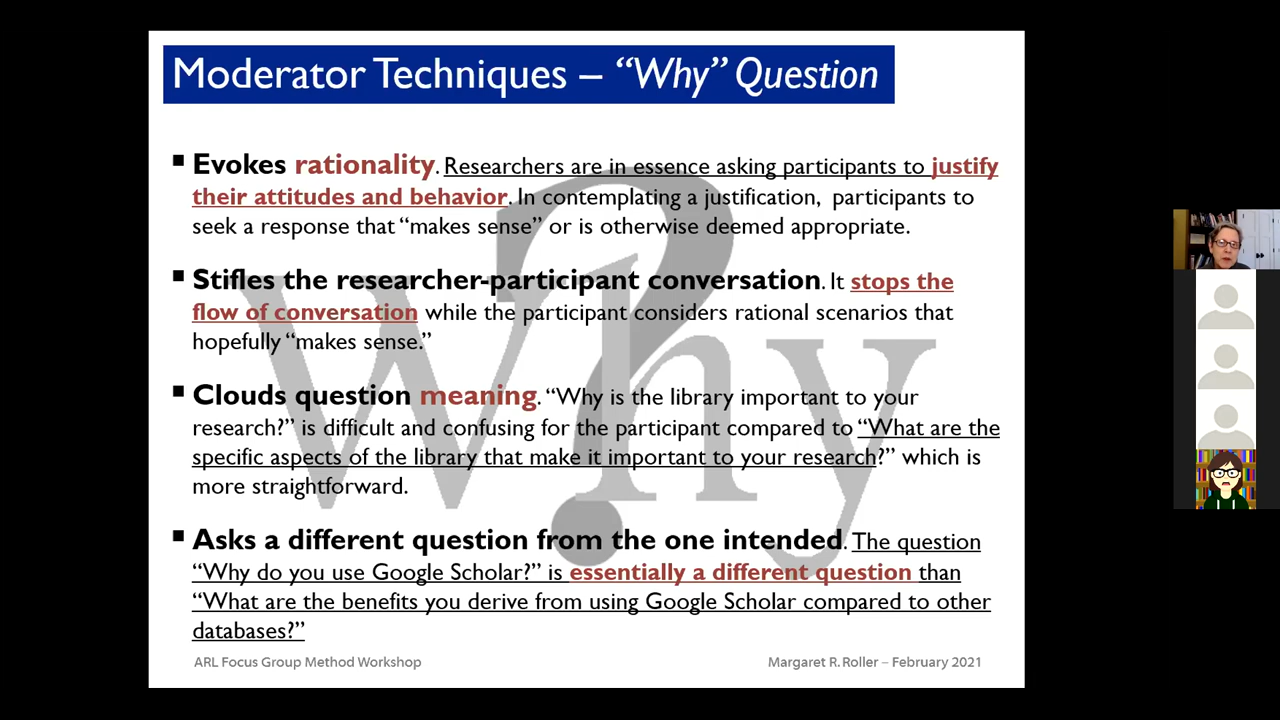 Moderator Techniques – “Why” Question
▪ Evokes rationality. Researchers are in essence asking participants to justify
their attitudes and behavior. In contemplating a justification, participants to
seek a response that “makes sense” or is otherwise deemed appropriate.
▪ Stifles the researcher-participant conversation. It stops the
flow of conversation while the participant considers rational scenarios that
hopefully “makes sense.”
▪ Clouds question meaning. “Why is the library important to your
research?” is difficult and confusing for the participant compared to “What are the
specific aspects of the library that make it important to your research?” which is
more straightforward.
▪ Asks a different question from the one intended. The question
“Why do you use Google Scholar?” is essentially a different question than
“What are the benefits you derive from using Google Scholar compared to other
databases?”
Why
?
ARL Focus Group Method Workshop
Margaret R. Roller – February 2021